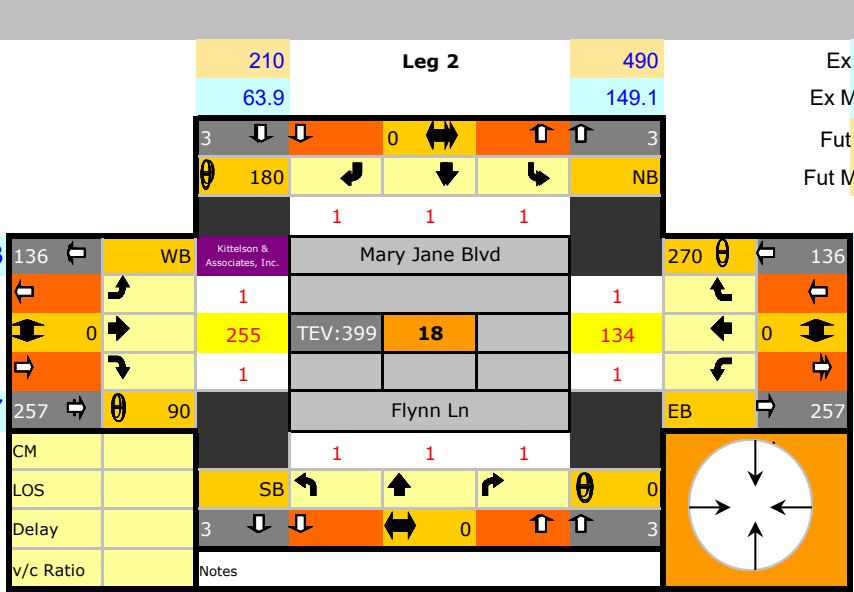 210 Leg 2 490 Ex
63.9 149.1 Ex M
3 0 3 Fut
180 NB Fut M
1 1 1
136 WB Kittelson & Associates, Inc. Mary Jane Blvd 270 136
1 1
0 255 TEV:399 18 134 0
1 1
257 90 Flynn Ln EB 257
CM 1 1 1
LOS SB 0
Delay 3 0 3
v/c Ratio Notes